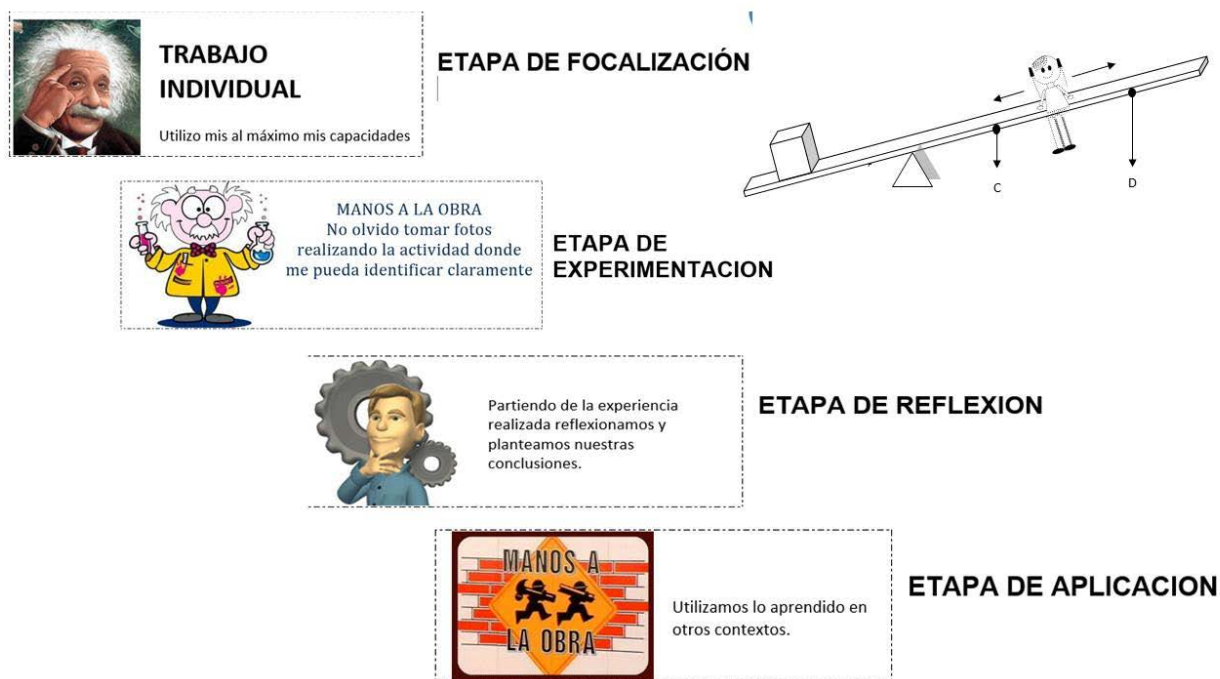 TRABAJO
INDIVIDUAL
Utilizo mis al máximo mis capacidades
ETAPA DE FOCALIZACIÓN
C
D
MANOS A LA OBRA
No olvido tomar fotos
realizando la actividad donde
me pueda identificar claramente
ETAPA DE
EXPERIMENTACION
Partiendo de la experiencia
realizada reflexionamos y
planteamos nuestras
conclusiones.
ETAPA DE REFLEXION
MANOS A
LA OBRA
Utilizamos lo aprendido en
otros contextos.
ETAPA DE APLICACION